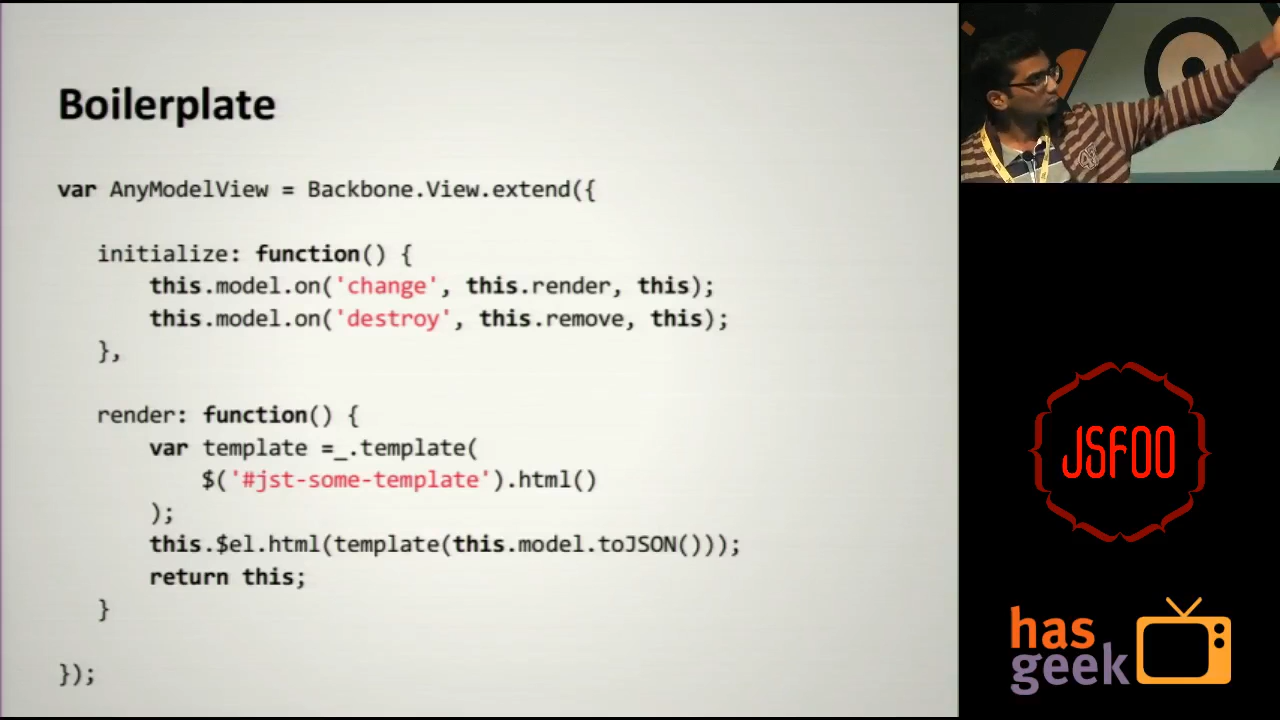 Boilerplate
var AnyModelView = Backbone.View.extend({
initialize: function() {
this.model.on('change', this.render, this);
this.model.on('destroy', this.remove, this);
},
render: function() {
var template =_.template(
$('#jst-some-template').html()
);
this.$el.html(template(this.model.toJSON()));
return this;
}
});
JSFOO
has
geek